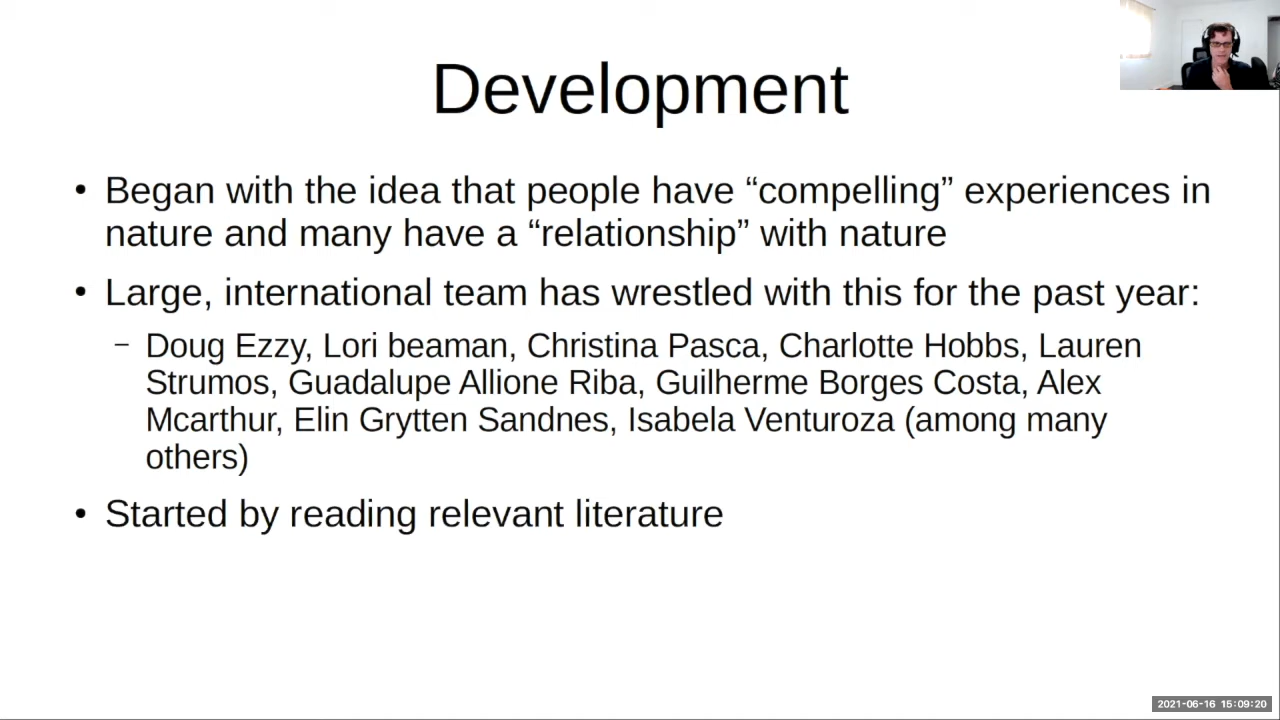 Development
• Began with the idea that people have “compelling” experiences in
nature and many have a “relationship” with nature
• Large, international team has wrestled with this for the past year:
– Doug Ezzy, Lori beaman, Christina Pasca, Charlotte Hobbs, Lauren
Strumos, Guadalupe Allione Riba, Guilherme Borges Costa, Alex
Mcarthur, Elin Grytten Sandnes, Isabela Venturoza (among many
others)
• Started by reading relevant literature
2021-06-16 15:09:20